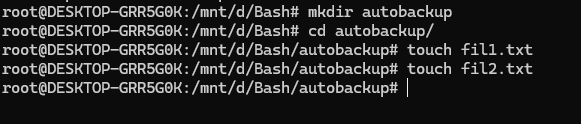 root@DESKTOP-GRR5G0K:/mnt/d/Bash# mkdir autobackup
root@DESKTOP-GRR5G0K:/mnt/d/Bash# cd autobackup/
root@DESKTOP-GRR5G0K:/mnt/d/Bash/autobackup# touch fil1.txt
root@DESKTOP-GRR5G0K:/mnt/d/Bash/autobackup# touch fil2.txt
root@DESKTOP-GRR5G0K:/mnt/d/Bash/autobackup#